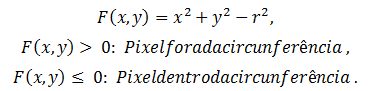 F(x,y) = x² + y² − r²,
F(x,y) > 0: Pixelforadacircunferência,
F(x,y) ≤ 0: Pixeldentrodacircunferência.